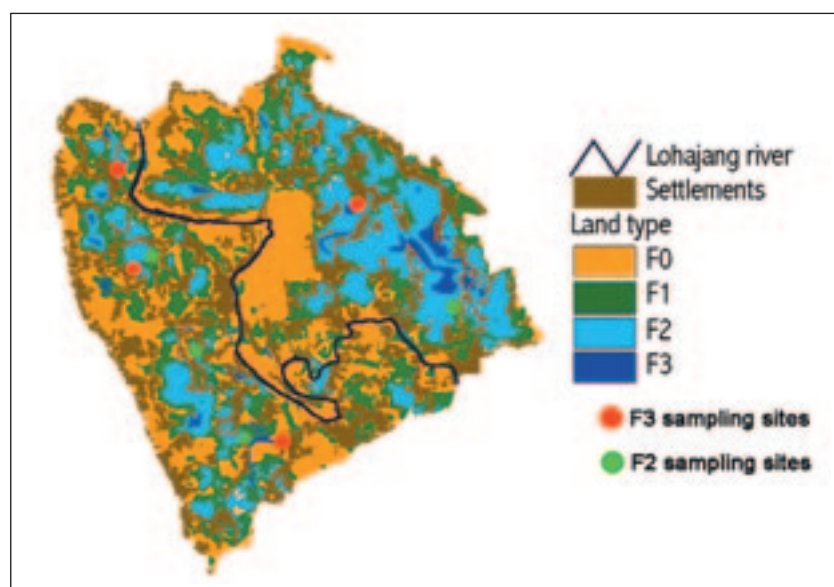 Lohajang river
Settlements
Land type
F0
F1
F2
F3
F3 sampling sites
F2 sampling sites